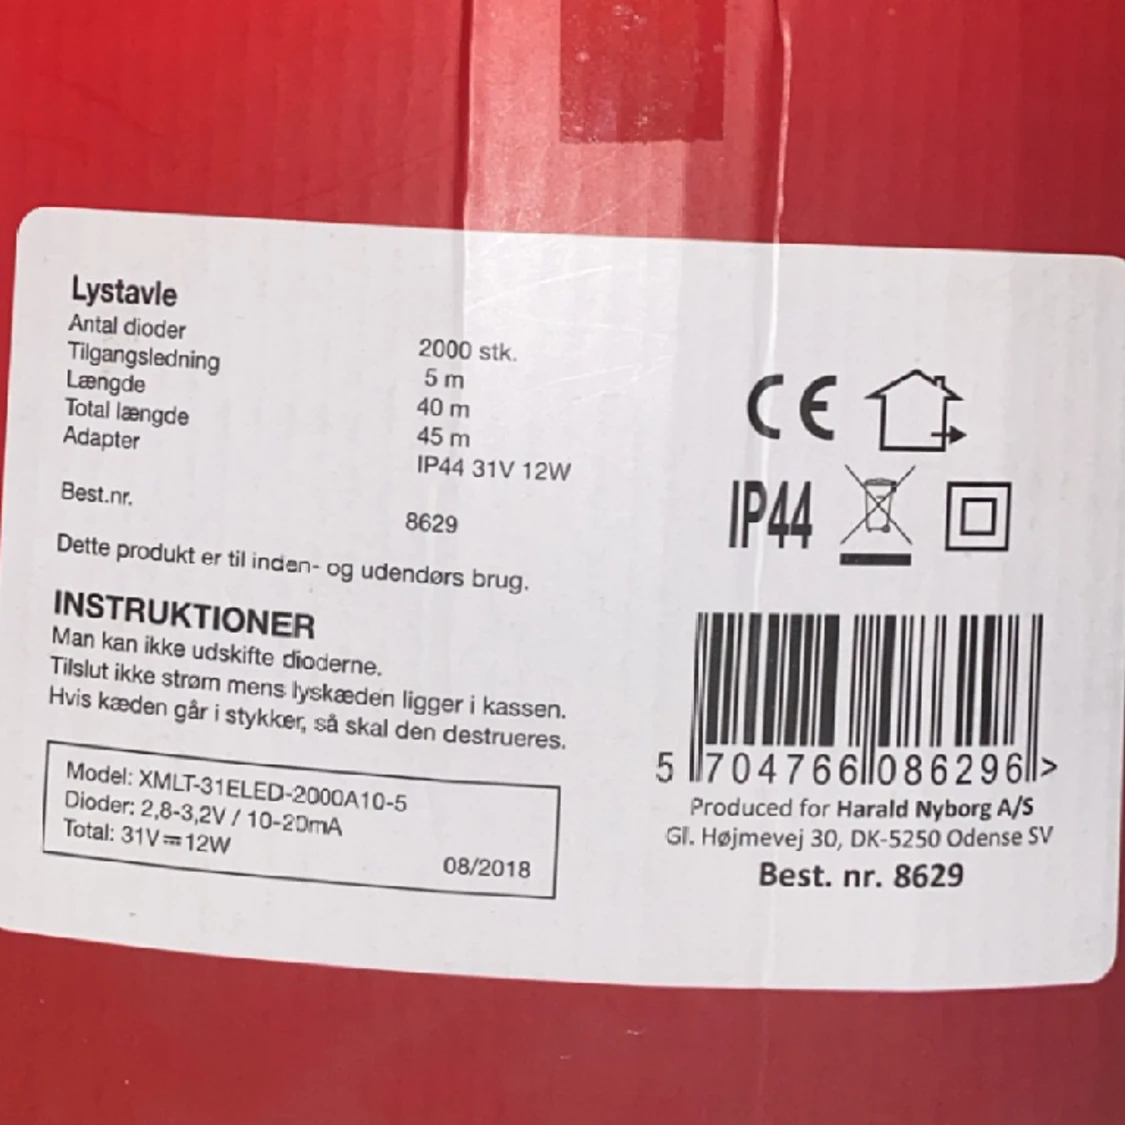 Lystavle
Antal dioder 2000 stk.
Tilgangsledning 5 m
Længde 40 m
Total længde 45 m
Adapter IP44 31V 12W
Best.nr. 8629
Dette produkt er til inden- og udendørs brug.
INSTRUKTIONER
Man kan ikke udskifte dioderne.
Tilslut ikke strøm mens lyskæden ligger i kassen.
Hvis kæden går i stykker, så skal den destrueres.
Model: XMLT-31ELED-2000A10-5
Dioder: 2,8-3,2V / 10-20mA
Total: 31V⎓12W
08/2018
CE
IP44
5 704766 086296 >
Produced for Harald Nyborg A/S
Gl. Højmevej 30, DK-5250 Odense SV
Best. nr. 8629